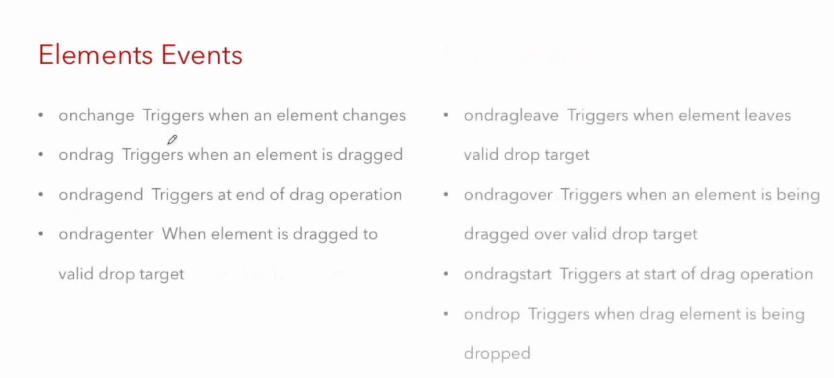 Elements Events
• onchange Triggers when an element changes
• ondrag Triggers when an element is dragged
• ondragend Triggers at end of drag operation
• ondragenter When element is dragged to
valid drop target
• ondragleave Triggers when element leaves
valid drop target
• ondragover Triggers when an element is being
dragged over valid drop target
• ondragstart Triggers at start of drag operation
• ondrop Triggers when drag element is being
dropped